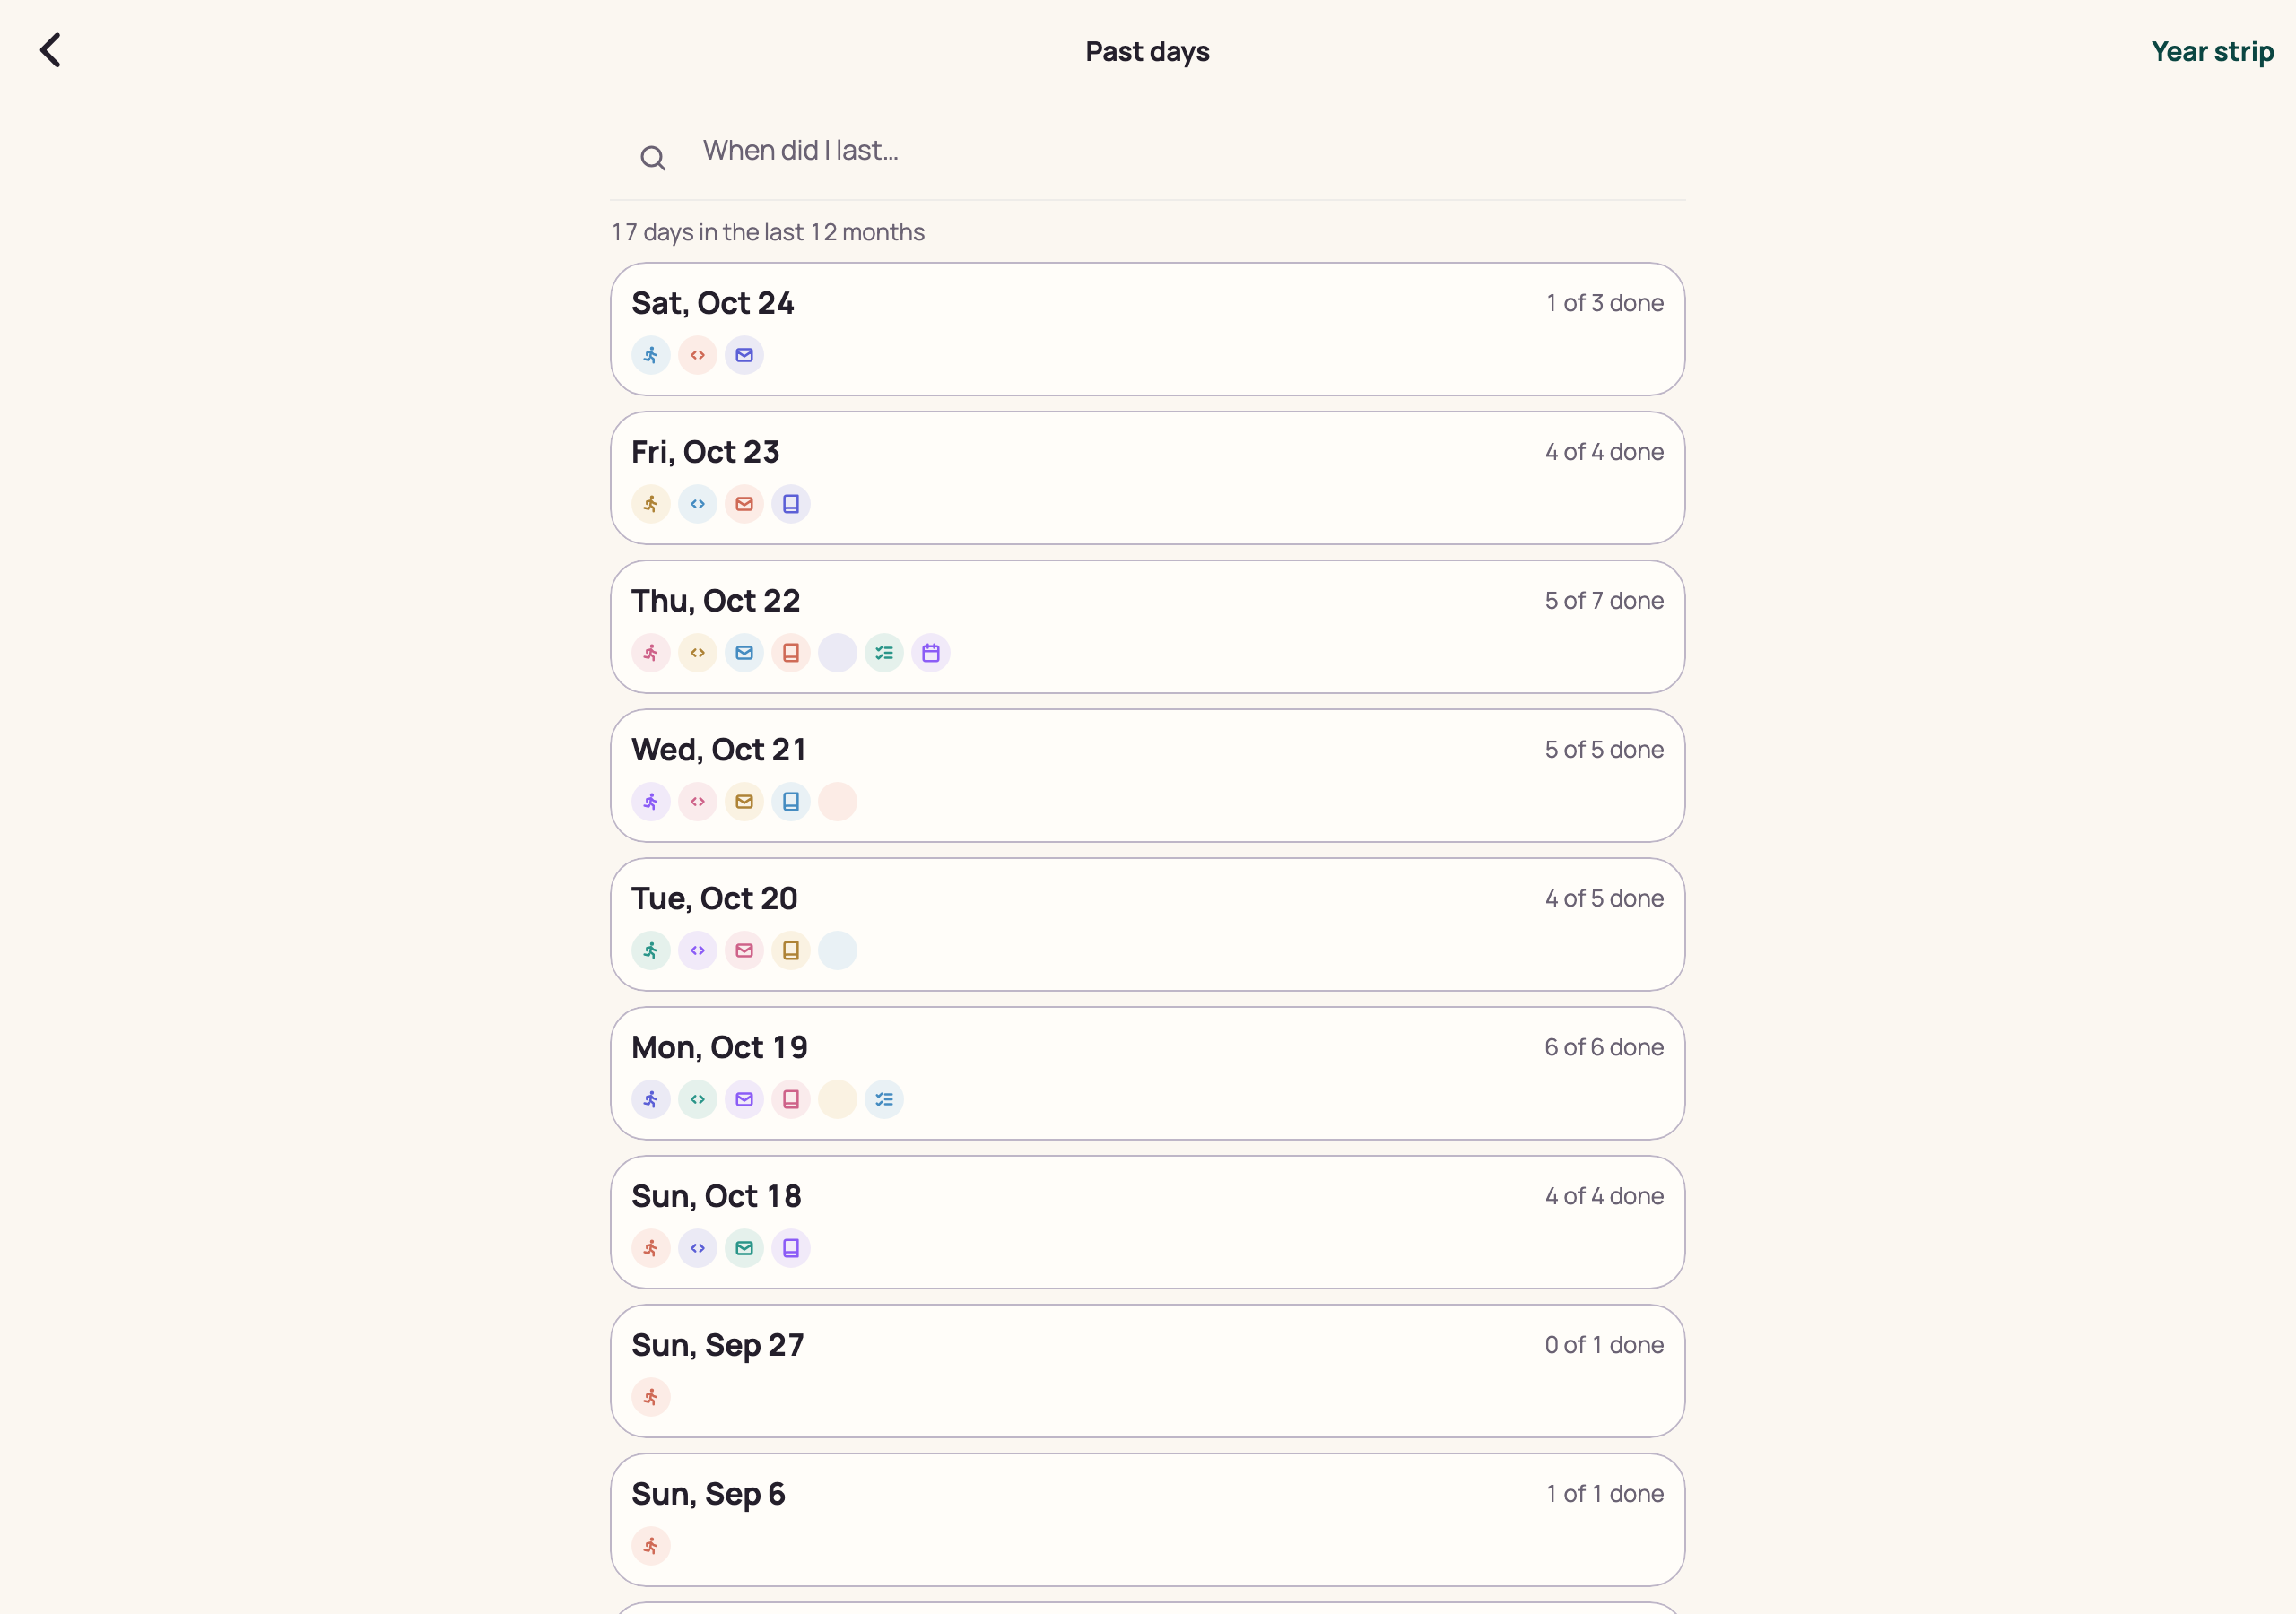 Past days
Year strip
When did I last...
17 days in the last 12 months
Sat, Oct 24
1 of 3 done
Fri, Oct 23
4 of 4 done
Thu, Oct 22
5 of 7 done
Wed, Oct 21
5 of 5 done
Tue, Oct 20
4 of 5 done
Mon, Oct 19
6 of 6 done
Sun, Oct 18
4 of 4 done
Sun, Sep 27
0 of 1 done
Sun, Sep 6
1 of 1 done